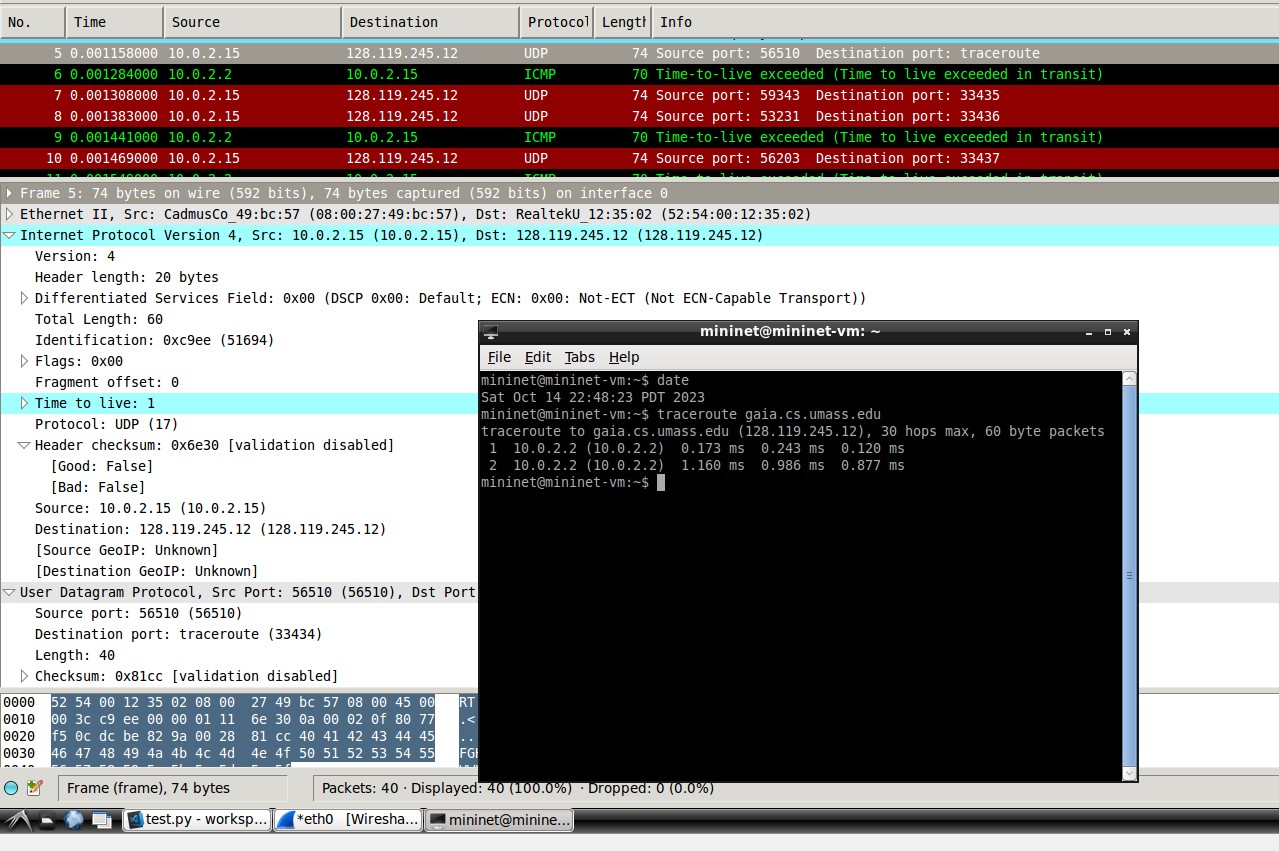 No. Time Source Destination Protocol Length Info
5 0.001158000 10.0.2.15 128.119.245.12 UDP 74 Source port: 56510 Destination port: traceroute
6 0.001284000 10.0.2.2 10.0.2.15 ICMP 70 Time-to-live exceeded (Time to live exceeded in transit)
7 0.001308000 10.0.2.15 128.119.245.12 UDP 74 Source port: 59343 Destination port: 33435
8 0.001383000 10.0.2.15 128.119.245.12 UDP 74 Source port: 53231 Destination port: 33436
9 0.001441000 10.0.2.2 10.0.2.15 ICMP 70 Time-to-live exceeded (Time to live exceeded in transit)
10 0.001469000 10.0.2.15 128.119.245.12 UDP 74 Source port: 56203 Destination port: 33437
Frame 5: 74 bytes on wire (592 bits), 74 bytes captured (592 bits) on interface 0
Ethernet II, Src: CadmusCo_49:bc:57 (08:00:27:49:bc:57), Dst: RealtekU_12:35:02 (52:54:00:12:35:02)
Internet Protocol Version 4, Src: 10.0.2.15 (10.0.2.15), Dst: 128.119.245.12 (128.119.245.12)
Version: 4
Header length: 20 bytes
Differentiated Services Field: 0x00 (DSCP 0x00: Default; ECN: 0x00: Not-ECT (Not ECN-Capable Transport))
Total Length: 60
Identification: 0xc9ee (51694)
Flags: 0x00
Fragment offset: 0
Time to live: 1
Protocol: UDP (17)
Header checksum: 0x6e30 [validation disabled]
[Good: False]
[Bad: False]
Source: 10.0.2.15 (10.0.2.15)
Destination: 128.119.245.12 (128.119.245.12)
[Source GeoIP: Unknown]
[Destination GeoIP: Unknown]
User Datagram Protocol, Src Port: 56510 (56510), Dst Port
Source port: 56510 (56510)
Destination port: traceroute (33434)
Length: 40
Checksum: 0x81cc [validation disabled]
0000 52 54 00 12 35 02 08 00 27 49 bc 57 08 00 45 00 RT
0010 00 3c c9 ee 00 00 01 11 6e 30 0a 00 02 0f 80 77 .<
0020 f5 0c dc be 82 9a 00 28 81 cc 40 41 42 43 44 45 ..
0030 46 47 48 49 4a 4b 4c 4d 4e 4f 50 51 52 53 54 55 FGH
mininet@mininet-vm: ~
File Edit Tabs Help
mininet@mininet-vm:~$ date
Sat Oct 14 22:48:23 PDT 2023
mininet@mininet-vm:~$ traceroute gaia.cs.umass.edu
traceroute to gaia.cs.umass.edu (128.119.245.12), 30 hops max, 60 byte packets
1 10.0.2.2 (10.0.2.2) 0.173 ms 0.243 ms 0.120 ms
2 10.0.2.2 (10.0.2.2) 1.160 ms 0.986 ms 0.877 ms
mininet@mininet-vm:~$
Frame (frame), 74 bytes
Packets: 40 · Displayed: 40 (100.0%) · Dropped: 0 (0.0%)
test.py - worksp...
*eth0 [Wiresha...
mininet@minine...